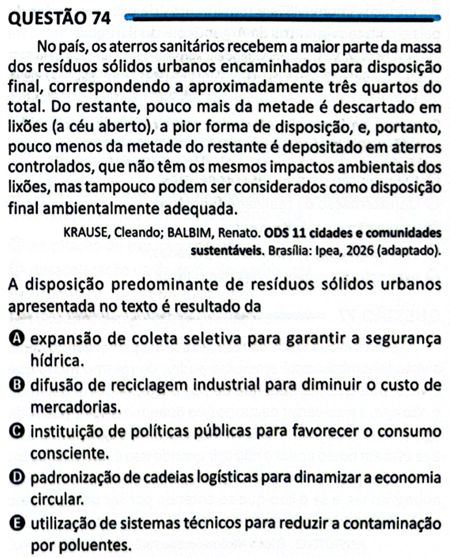 QUESTÃO 74
No país, os aterros sanitários recebem a maior parte da massa
dos resíduos sólidos urbanos encaminhados para disposição
final, correspondendo a aproximadamente três quartos do
total. Do restante, pouco mais da metade é descartado em
lixões (a céu aberto), a pior forma de disposição, e, portanto,
pouco menos da metade do restante é depositado em aterros
controlados, que não têm os mesmos impactos ambientais dos
lixões, mas tampouco podem ser considerados como disposição
final ambientalmente adequada.
KRAUSE, Cleando; BALBIM, Renato. ODS 11 cidades e comunidades
sustentáveis. Brasília: Ipea, 2026 (adaptado).
A disposição predominante de resíduos sólidos urbanos
apresentada no texto é resultado da
A expansão de coleta seletiva para garantir a segurança
hídrica.
B difusão de reciclagem industrial para diminuir o custo de
mercadorias.
C instituição de políticas públicas para favorecer o consumo
consciente.
D padronização de cadeias logísticas para dinamizar a economia
circular.
E utilização de sistemas técnicos para reduzir a contaminação
por poluentes.